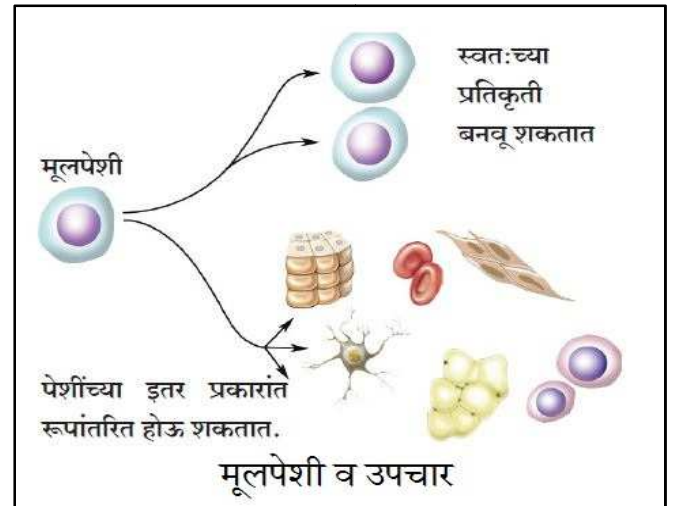 स्वत:च्या
प्रतिकृती
बनवू शकतात
मूलपेशी
पेशींच्या इतर प्रकारांत
रूपांतरित होऊ शकतात.
मूलपेशी व उपचार